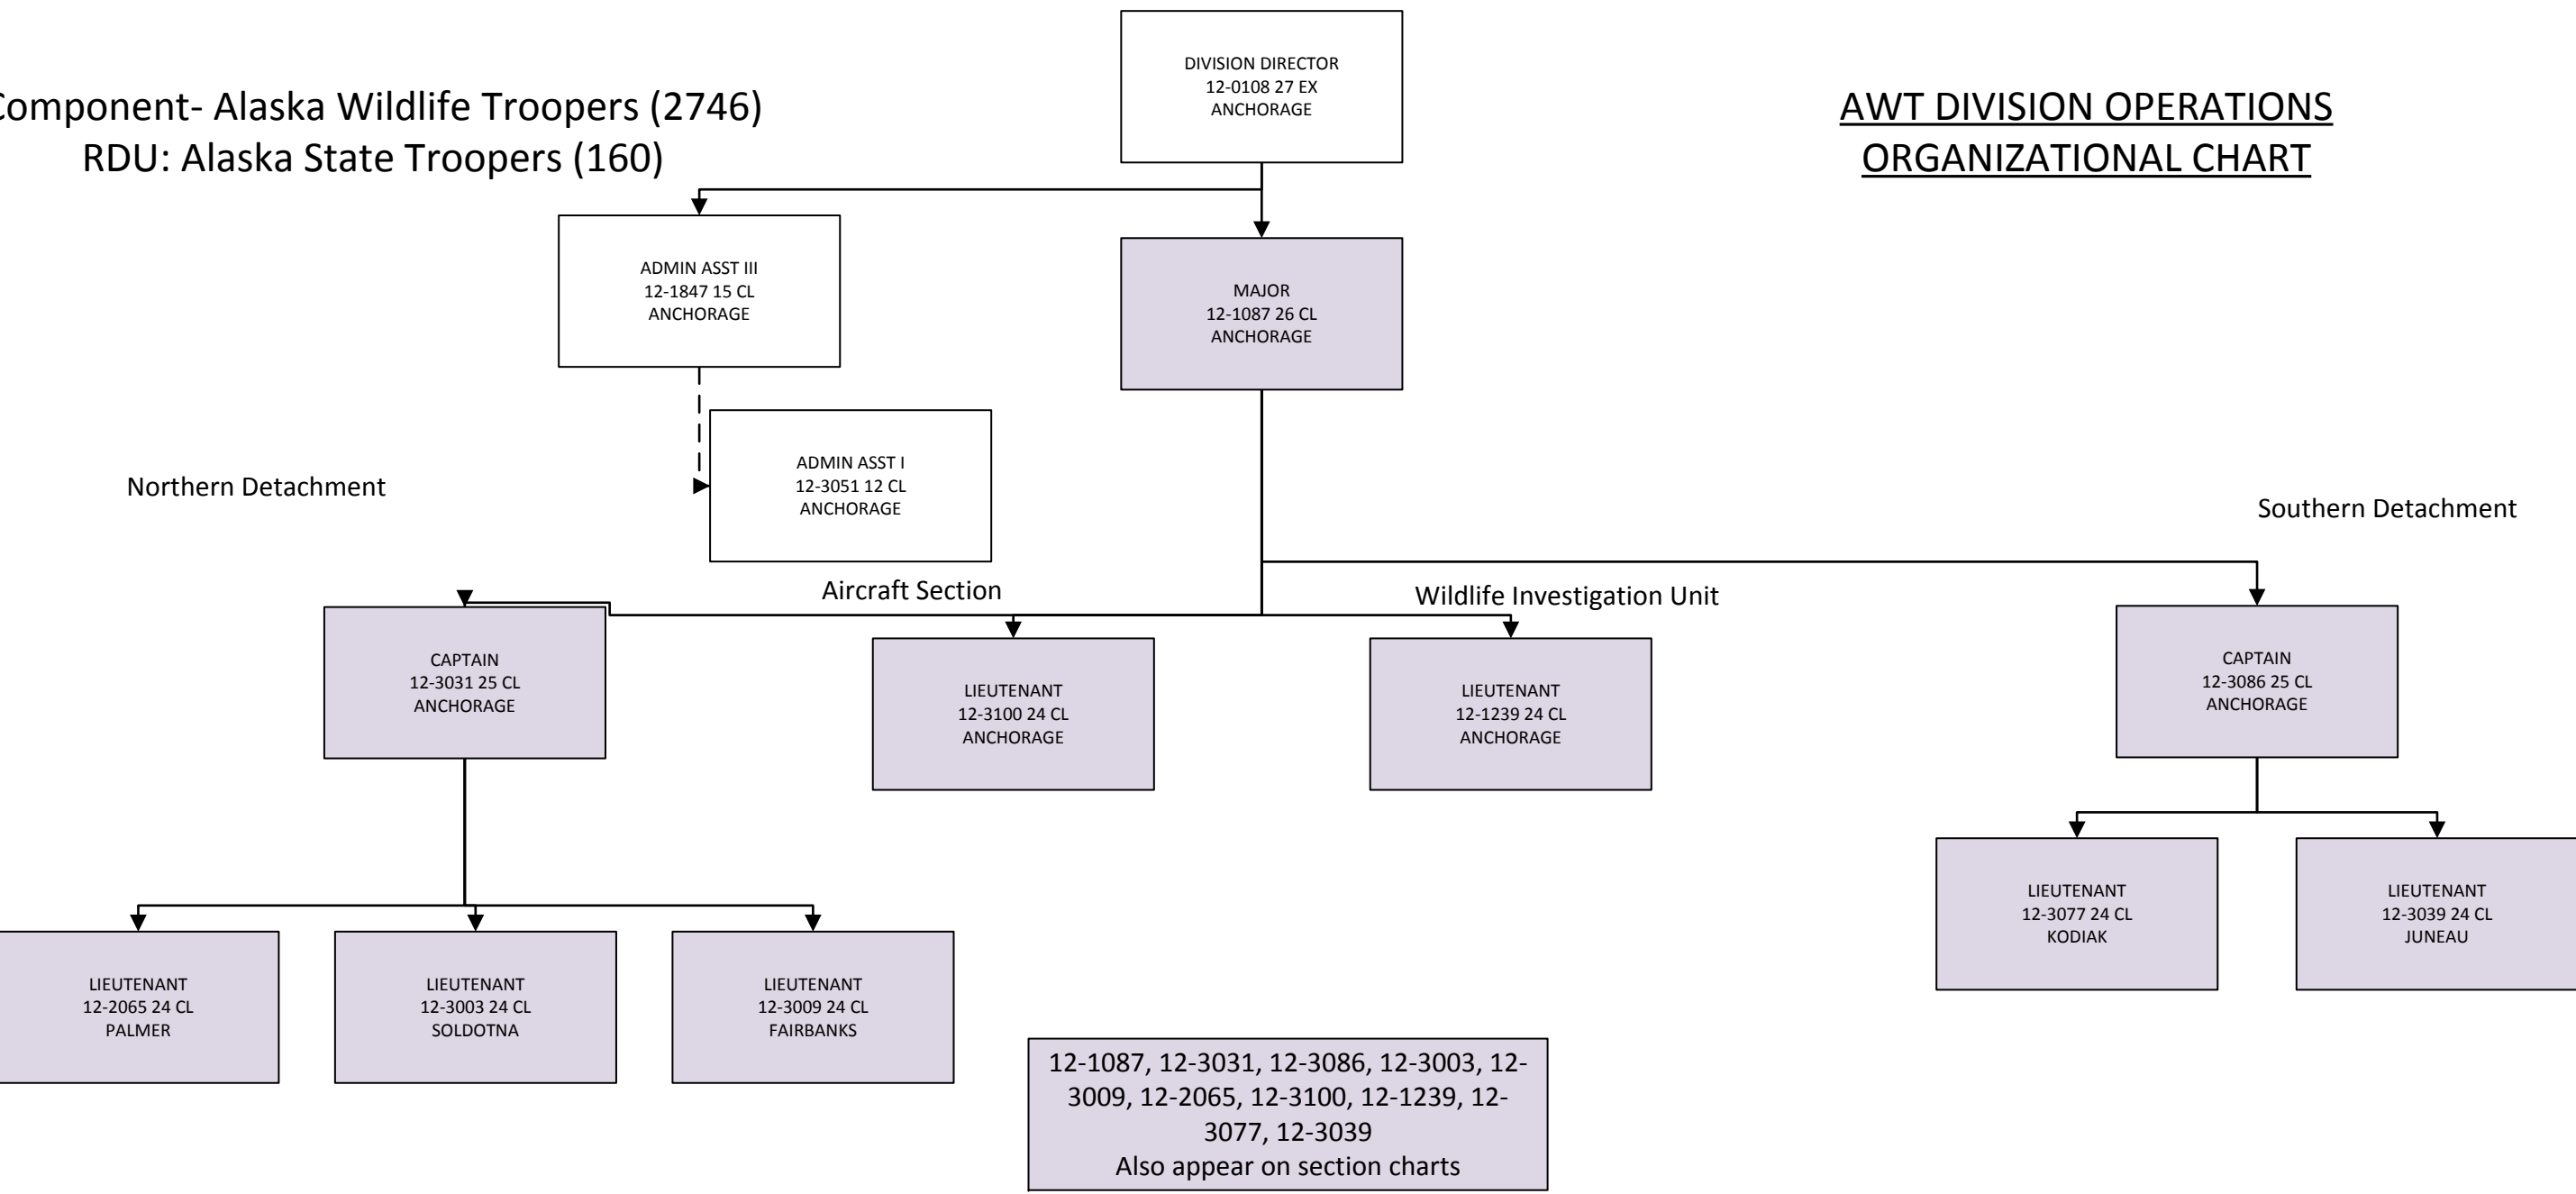 DIVISION DIRECTOR
12-0108 27 EX
ANCHORAGE
Component- Alaska Wildlife Troopers (2746)
RDU: Alaska State Troopers (160)
AWT DIVISION OPERATIONS
ORGANIZATIONAL CHART
ADMIN ASST III
12-1847 15 CL
ANCHORAGE
MAJOR
12-1087 26 CL
ANCHORAGE
ADMIN ASST I
12-3051 12 CL
ANCHORAGE
Northern Detachment
Southern Detachment
Aircraft Section
Wildlife Investigation Unit
CAPTAIN
12-3031 25 CL
ANCHORAGE
LIEUTENANT
12-3100 24 CL
ANCHORAGE
LIEUTENANT
12-1239 24 CL
ANCHORAGE
CAPTAIN
12-3086 25 CL
ANCHORAGE
LIEUTENANT
12-3077 24 CL
KODIAK
LIEUTENANT
12-3039 24 CL
JUNEAU
LIEUTENANT
12-2065 24 CL
PALMER
LIEUTENANT
12-3003 24 CL
SOLDOTNA
LIEUTENANT
12-3009 24 CL
FAIRBANKS
12-1087, 12-3031, 12-3086, 12-3003, 12-
3009, 12-2065, 12-3100, 12-1239, 12-
3077, 12-3039
Also appear on section charts